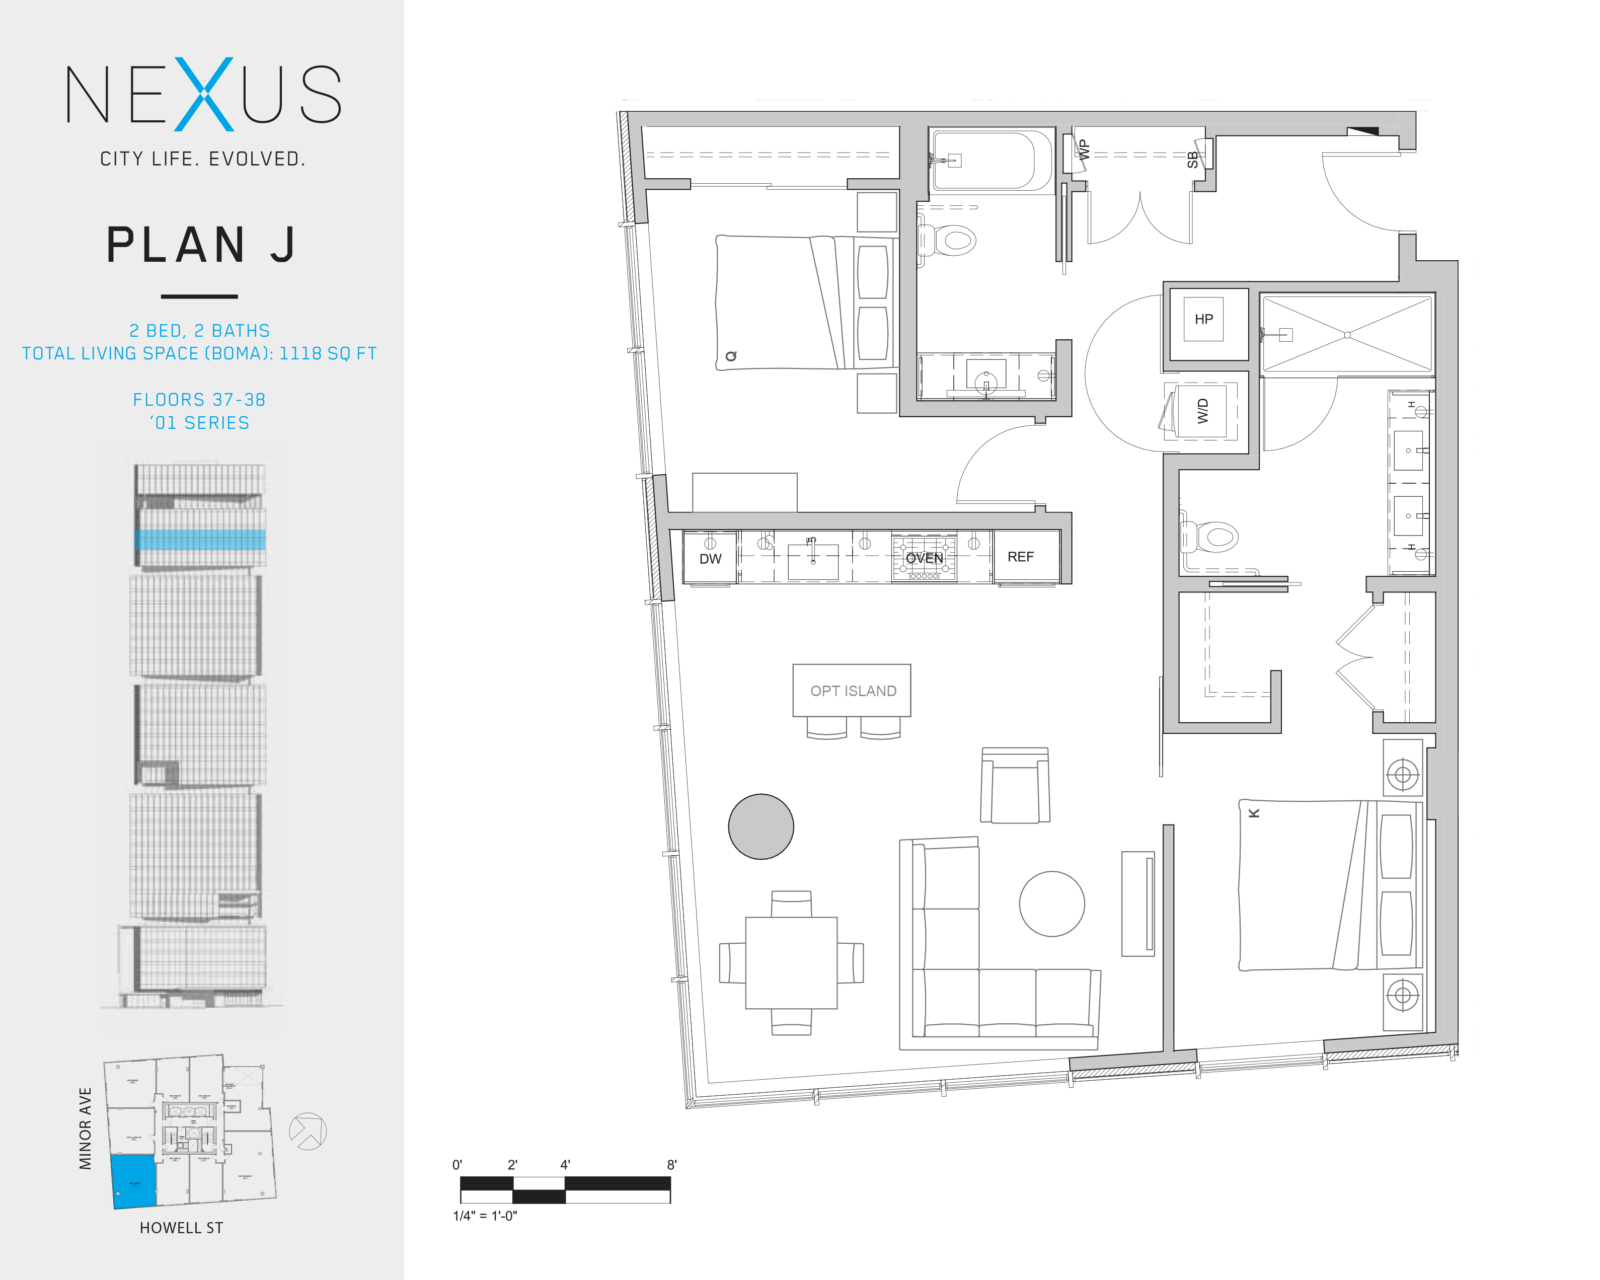 NEXUS
CITY LIFE. EVOLVED.
PLAN J
2 BED, 2 BATHS
TOTAL LIVING SPACE (BOMA): 1118 SQ FT
FLOORS 37-38
‘01 SERIES
MINOR AVE
HOWELL ST
WP
SB
HP
W/D
Q
H
H
DW
OVEN
REF
OPT ISLAND
K
0' 2' 4' 8'
1/4" = 1'-0"